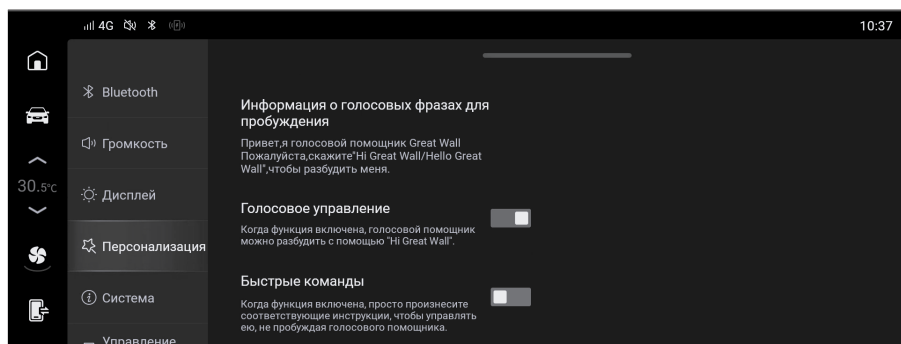 4G
10:37
Bluetooth
Громкость
30.5°C
Дисплей
Персонализация
Система
Управление
Информация о голосовых фразах для
пробуждения
Привет,я голосовой помощник Great Wall
Пожалуйста,скажите"Hi Great Wall/Hello Great
Wall",чтобы разбудить меня.
Голосовое управление
Когда функция включена, голосовой помощник
можно разбудить с помощью "Hi Great Wall".
Быстрые команды
Когда функция включена, просто произнесите
соответствующие инструкции, чтобы управлять
ею, не пробуждая голосового помощника.